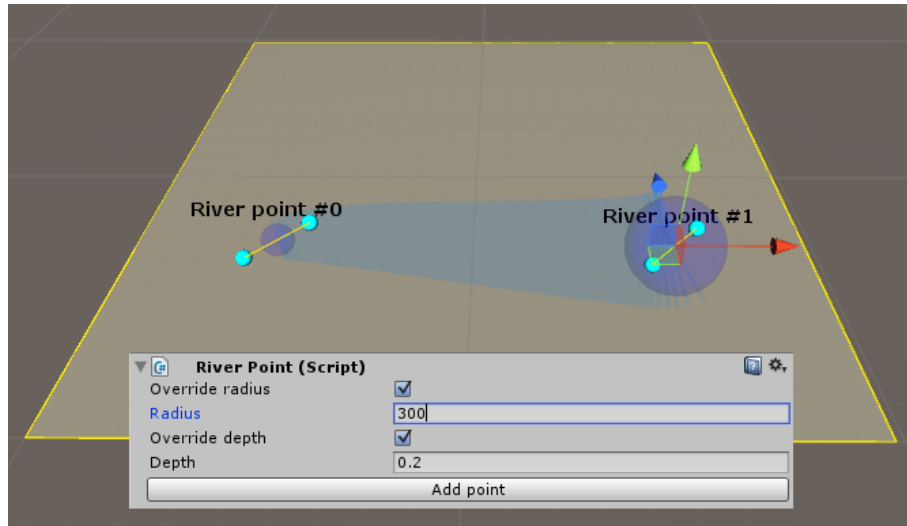 River point #0
River point #1
River Point (Script)
Override radius
Radius 300
Override depth
Depth 0.2
Add point